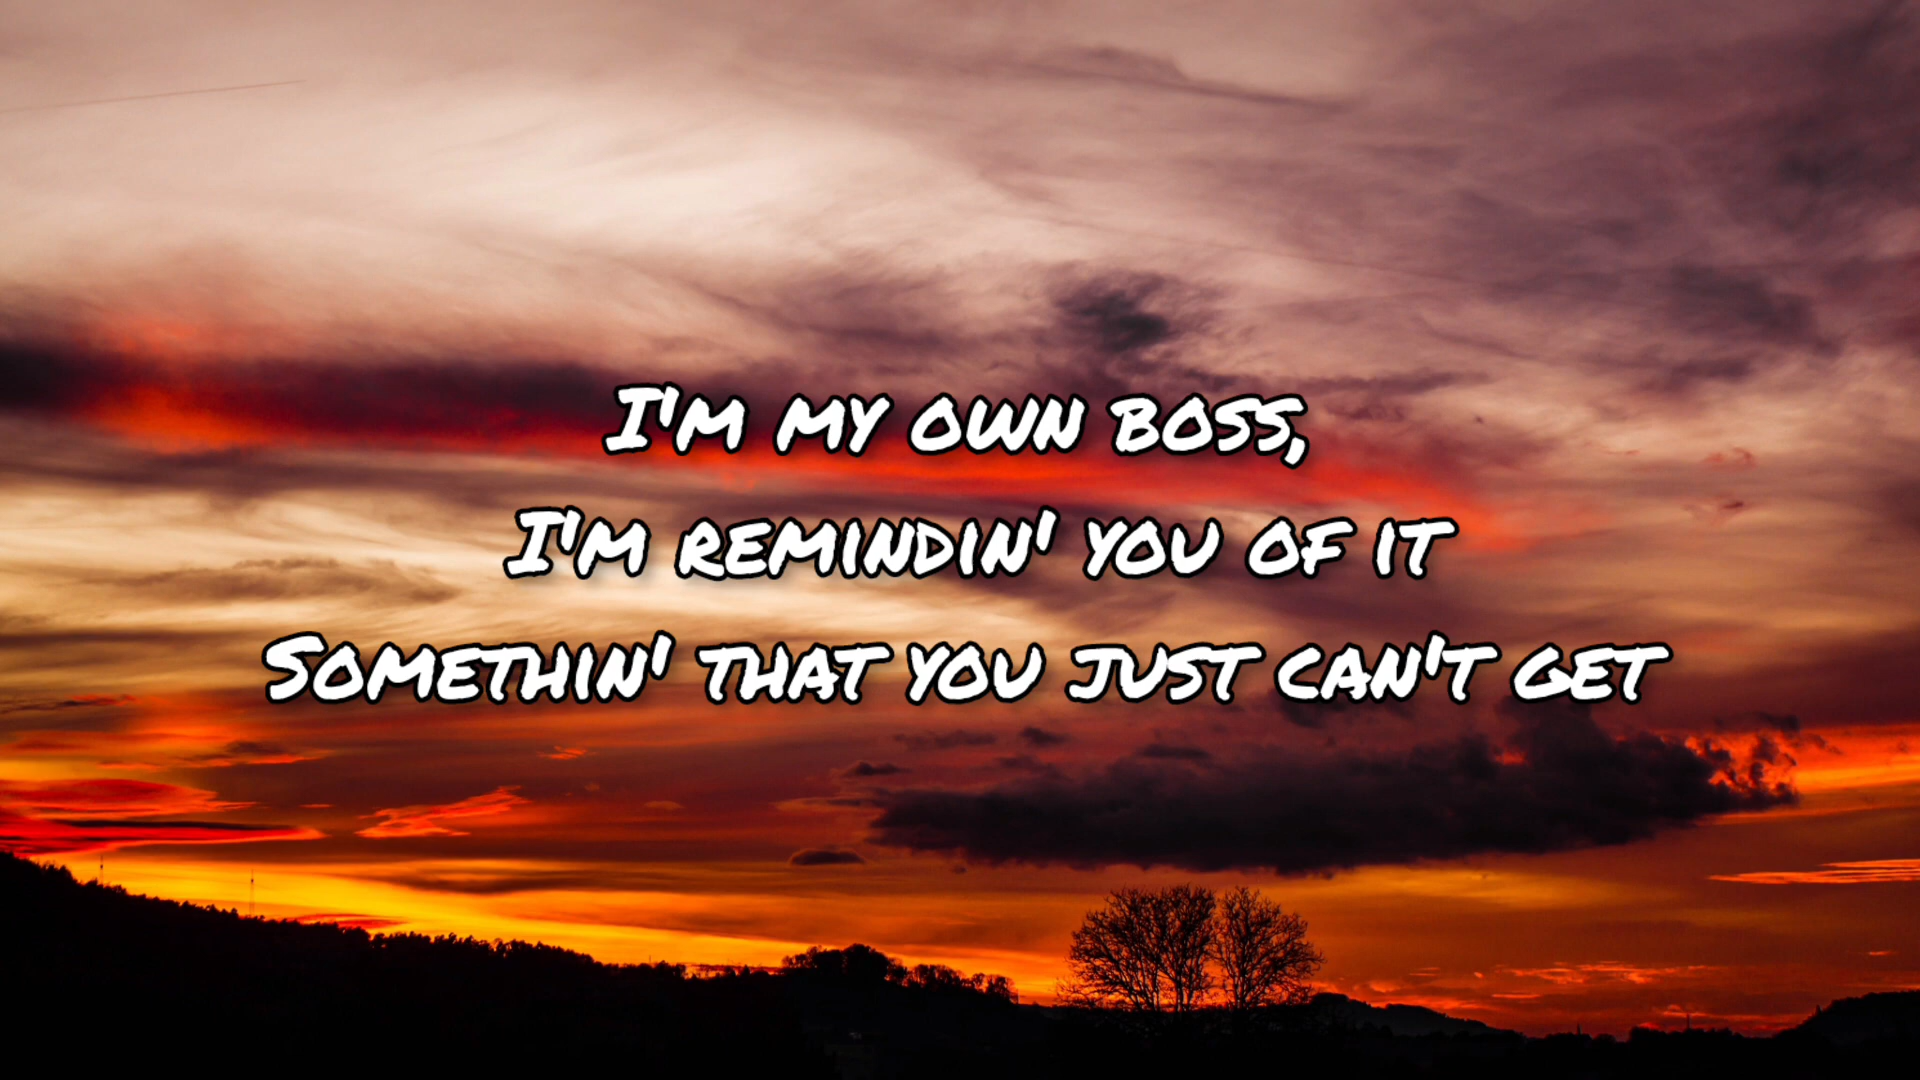 I'm my own boss,
I'm remindin' you of it
Somethin' that you just can't get